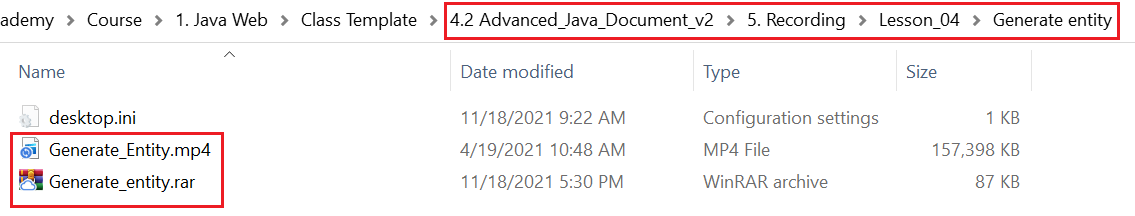 ademy > Course > 1. Java Web > Class Template > 4.2 Advanced_Java_Document_v2 > 5. Recording > Lesson_04 > Generate entity
Name Date modified Type Size
desktop.ini 11/18/2021 9:22 AM Configuration settings 1 KB
Generate_Entity.mp4 4/19/2021 10:48 AM MP4 File 157,398 KB
Generate_entity.rar 11/18/2021 5:30 PM WinRAR archive 87 KB